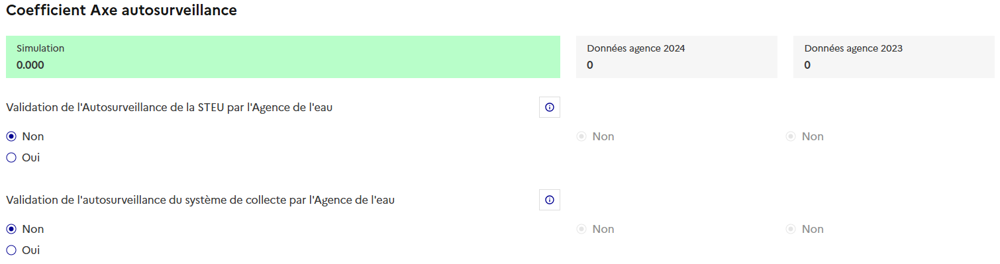 Coefficient Axe autosurveillance
Simulation
0.000
Données agence 2024
0
Données agence 2023
0
Validation de l'Autosurveillance de la STEU par l'Agence de l'eau
Non Non Non
Oui
Validation de l'autosurveillance du système de collecte par l'Agence de l'eau
Non Non Non
Oui